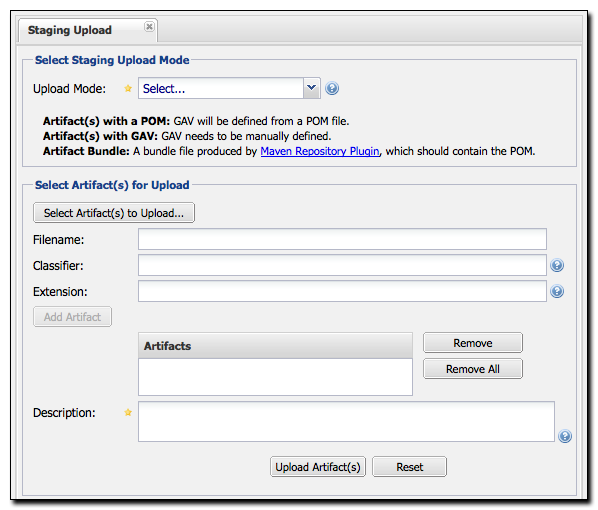 Staging Upload
Select Staging Upload Mode
Upload Mode: Select...
Artifact(s) with a POM: GAV will be defined from a POM file.
Artifact(s) with GAV: GAV needs to be manually defined.
Artifact Bundle: A bundle file produced by Maven Repository Plugin, which should contain the POM.
Select Artifact(s) for Upload
Select Artifact(s) to Upload...
Filename:
Classifier:
Extension:
Add Artifact
Artifacts
Remove
Remove All
Description:
Upload Artifact(s) Reset